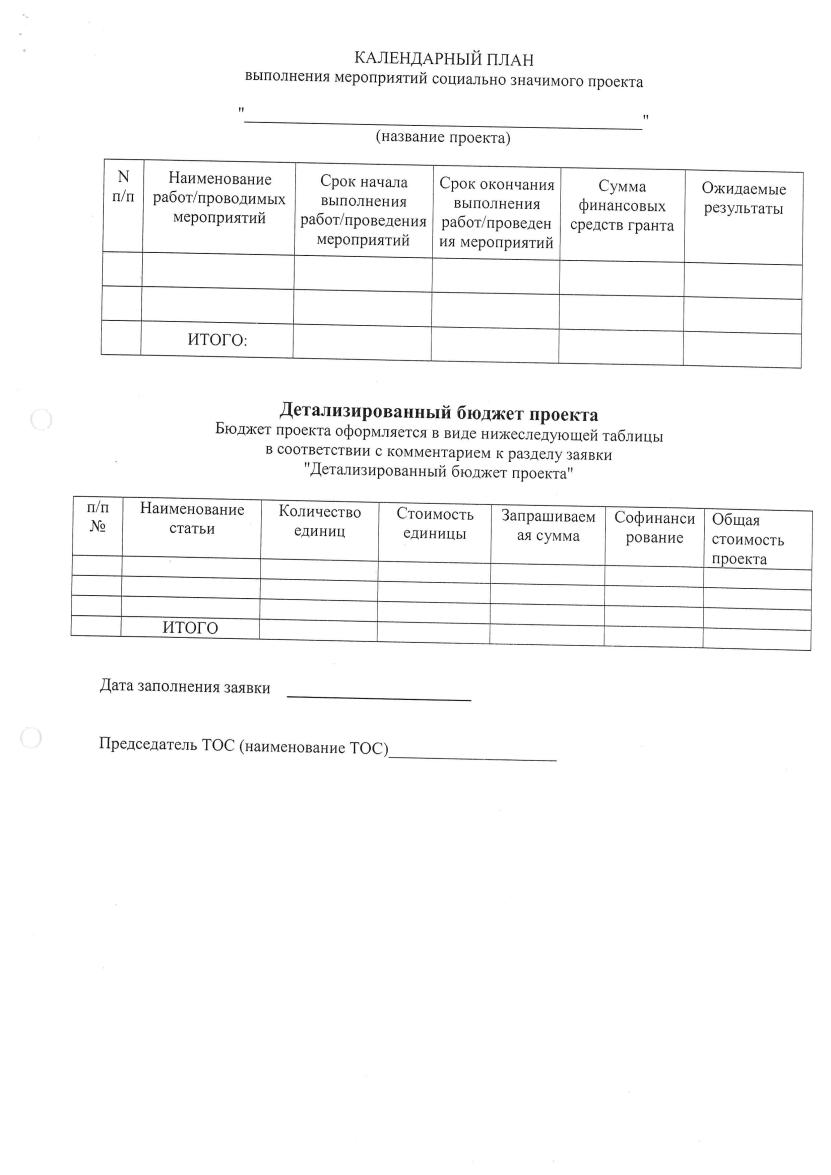 КАЛЕНДАРНЫЙ ПЛАН
выполнения мероприятий социально значимого проекта
"_____________________________________________"
(название проекта)
N п/п
Наименование работ/проводимых мероприятий
Срок начала выполнения работ/проведения мероприятий
Срок окончания выполнения работ/проведен ия мероприятий
Сумма финансовых средств гранта
Ожидаемые результаты
ИТОГО:
Детализированный бюджет проекта
Бюджет проекта оформляется в виде нижеследующей таблицы
в соответствии с комментарием к разделу заявки
"Детализированный бюджет проекта"
п/п №
Наименование статьи
Количество единиц
Стоимость единицы
Запрашиваем ая сумма
Софинанси рование
Общая стоимость проекта
ИТОГО
Дата заполнения заявки _____________________
Председатель ТОС (наименование ТОС)___________________